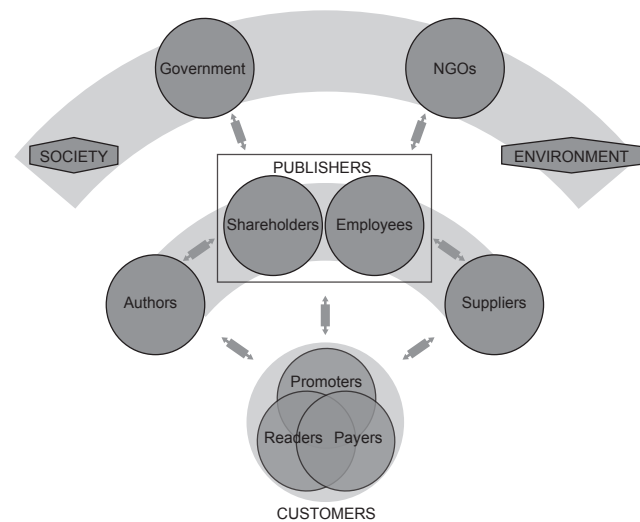 Government
NGOs
SOCIETY
ENVIRONMENT
PUBLISHERS
Shareholders
Employees
Authors
Suppliers
Promoters
Readers
Payers
CUSTOMERS